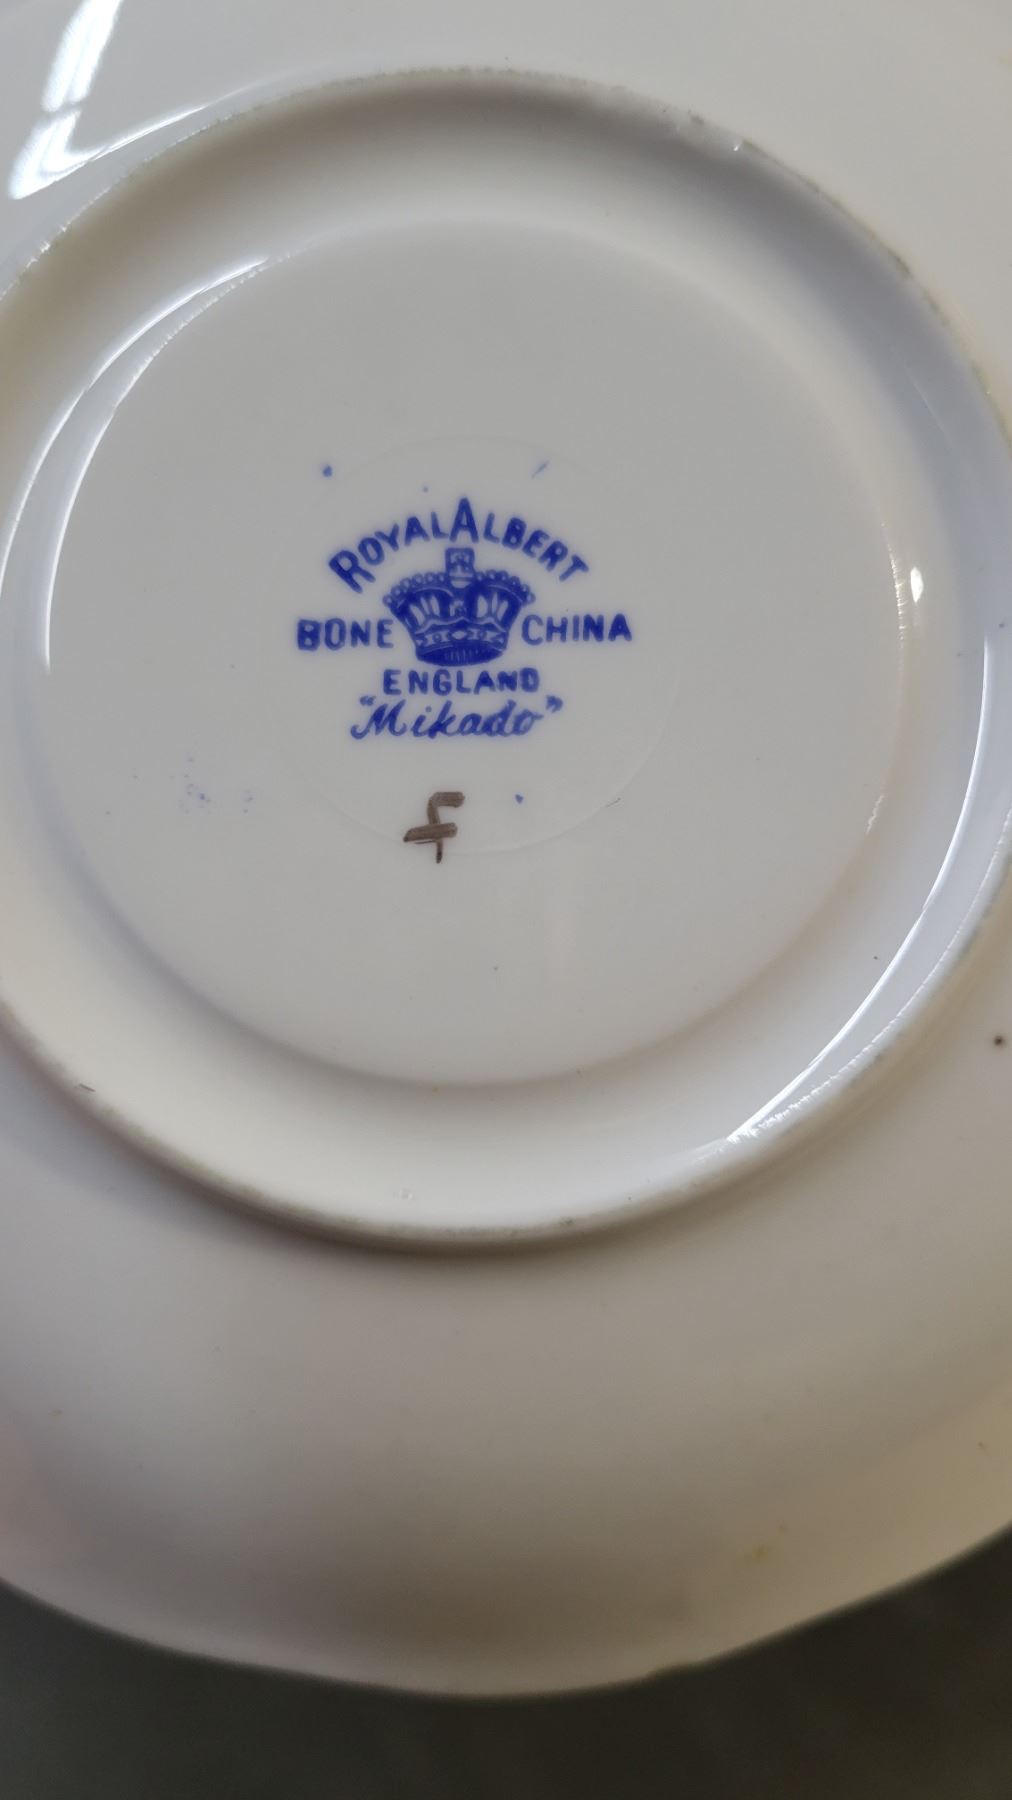 ROYAL ALBERT
BONE CHINA
ENGLAND
"Mikado"
f